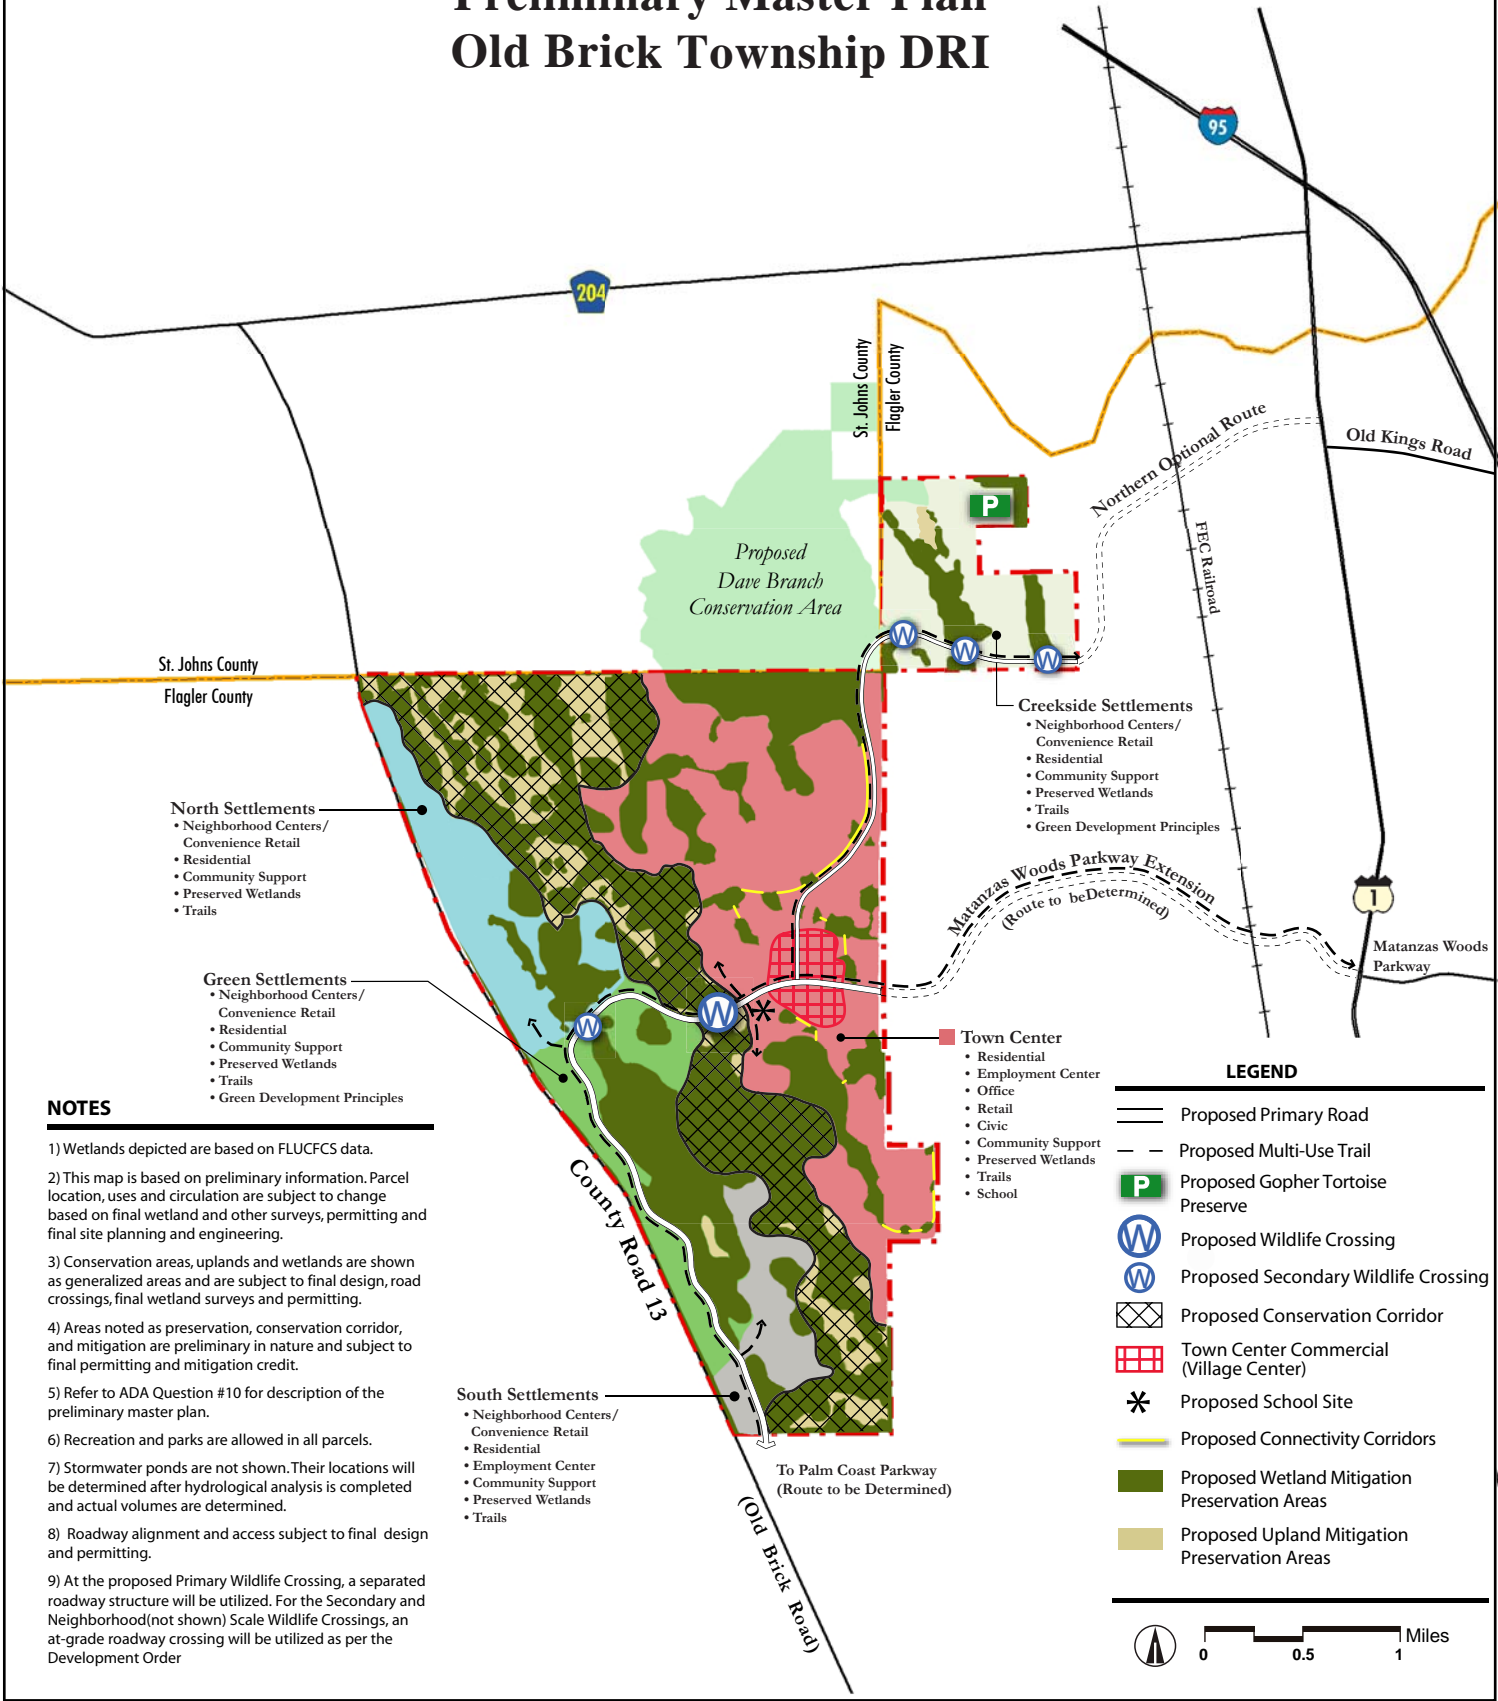 Preliminary Master Plan
Old Brick Township DRI
95
204
St. Johns County
Flagler County
Northern Optional Route
Old Kings Road
FEC Railroad
P
Proposed
Dave Branch
Conservation Area
W
W
W
St. Johns County
Flagler County
Creekside Settlements
• Neighborhood Centers/
Convenience Retail
• Residential
• Community Support
• Preserved Wetlands
• Trails
• Green Development Principles
North Settlements
• Neighborhood Centers/
Convenience Retail
• Residential
• Community Support
• Preserved Wetlands
• Trails
Matanzas Woods Parkway Extension
(Route to beDetermined)
1
Matanzas Woods
Parkway
Green Settlements
• Neighborhood Centers/
Convenience Retail
• Residential
• Community Support
• Preserved Wetlands
• Trails
• Green Development Principles
W
W
Town Center
• Residential
• Employment Center
• Office
• Retail
• Civic
• Community Support
• Preserved Wetlands
• Trails
• School
County Road 13
South Settlements
• Neighborhood Centers/
Convenience Retail
• Residential
• Employment Center
• Community Support
• Preserved Wetlands
• Trails
To Palm Coast Parkway
(Route to be Determined)
(Old Brick Road)
NOTES
1) Wetlands depicted are based on FLUCFCS data.
2) This map is based on preliminary information. Parcel
location, uses and circulation are subject to change
based on final wetland and other surveys, permitting and
final site planning and engineering.
3) Conservation areas, uplands and wetlands are shown
as generalized areas and are subject to final design, road
crossings, final wetland surveys and permitting.
4) Areas noted as preservation, conservation corridor,
and mitigation are preliminary in nature and subject to
final permitting and mitigation credit.
5) Refer to ADA Question #10 for description of the
preliminary master plan.
6) Recreation and parks are allowed in all parcels.
7) Stormwater ponds are not shown. Their locations will
be determined after hydrological analysis is completed
and actual volumes are determined.
8) Roadway alignment and access subject to final design
and permitting.
9) At the proposed Primary Wildlife Crossing, a separated
roadway structure will be utilized. For the Secondary and
Neighborhood(not shown) Scale Wildlife Crossings, an
at-grade roadway crossing will be utilized as per the
Development Order
LEGEND
Proposed Primary Road
Proposed Multi-Use Trail
P
Proposed Gopher Tortoise
Preserve
W
Proposed Wildlife Crossing
W
Proposed Secondary Wildlife Crossing
Proposed Conservation Corridor
Town Center Commercial
(Village Center)
Proposed School Site
Proposed Connectivity Corridors
Proposed Wetland Mitigation
Preservation Areas
Proposed Upland Mitigation
Preservation Areas
Miles
0 0.5 1